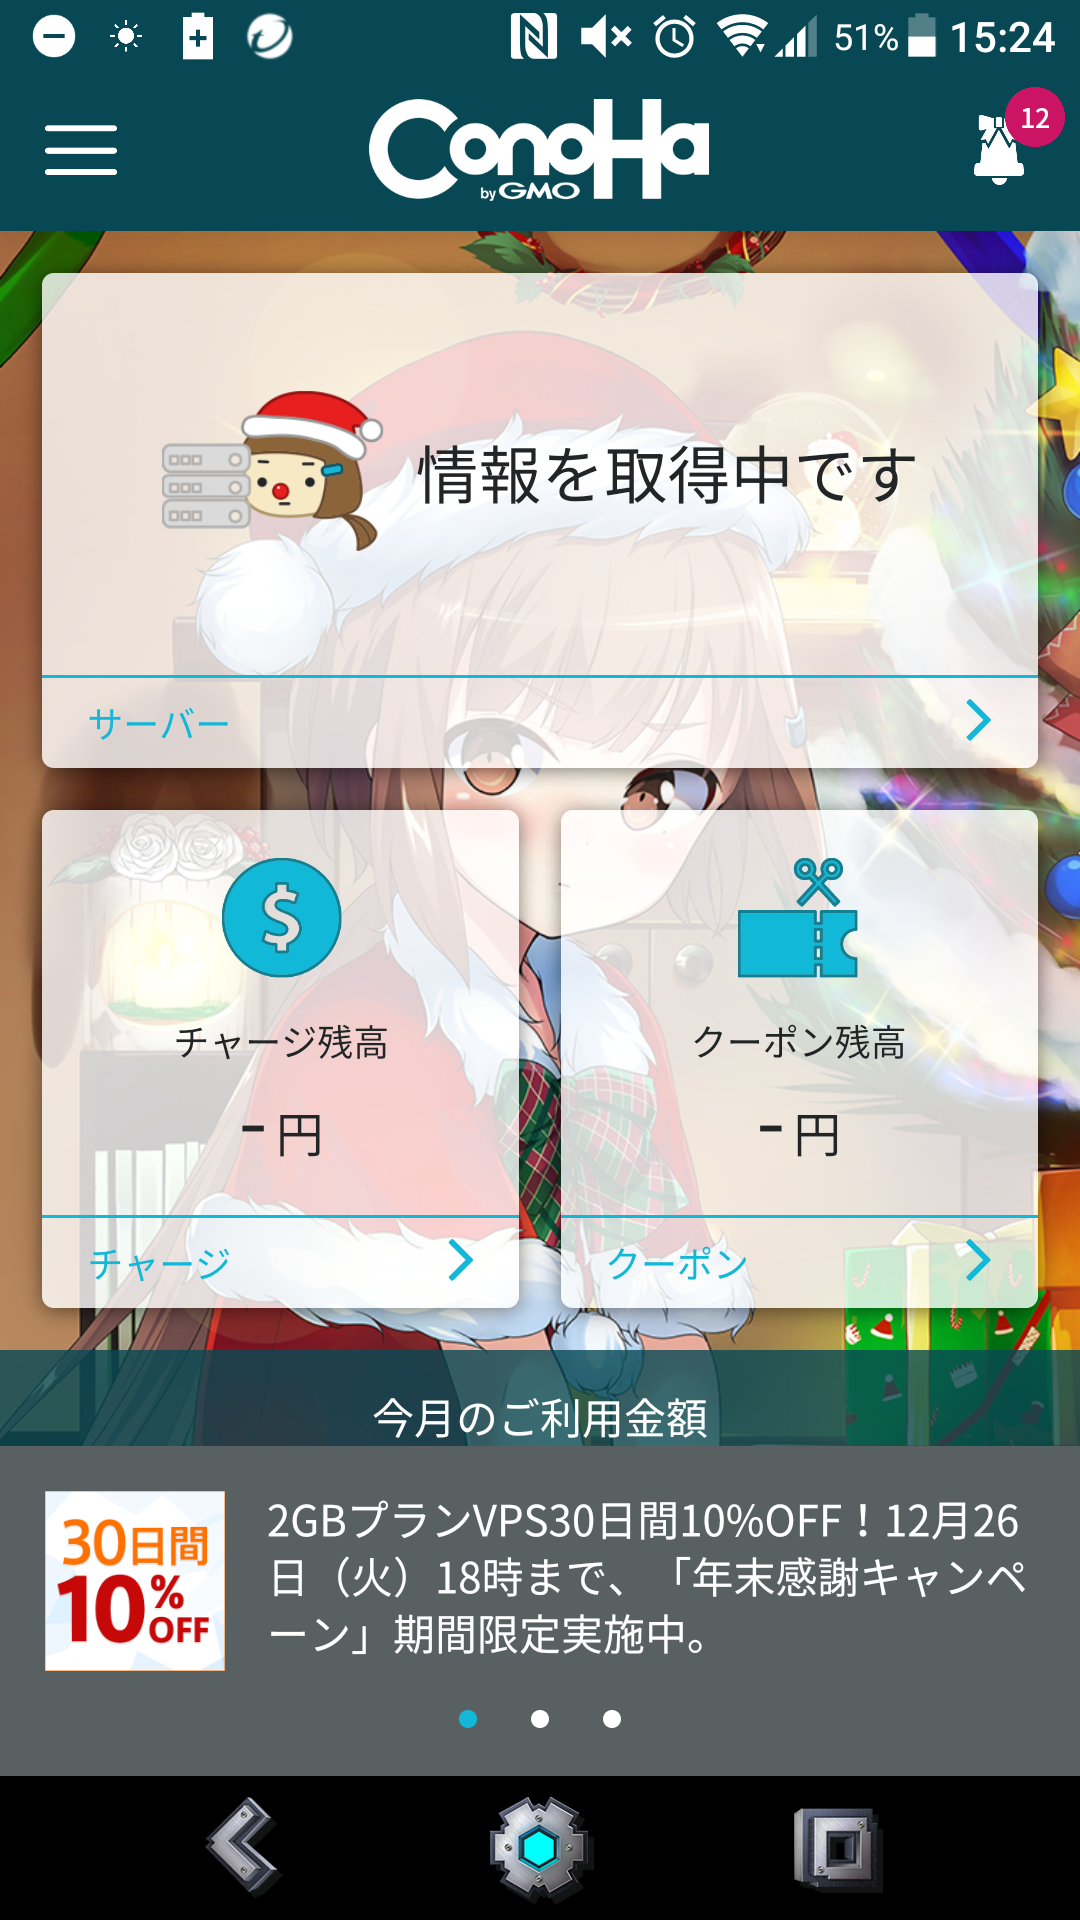 51% 15:24
ConoHa
by GMO
12
情報を取得中です
サーバー
$
チャージ残高
クーポン残高
- 円
- 円
チャージ
クーポン
今月のご利用金額
30日間
10%OFF
2GBプランVPS30日間10%OFF！12月26
日（火）18時まで、「年末感謝キャンペ
ーン」期間限定実施中。